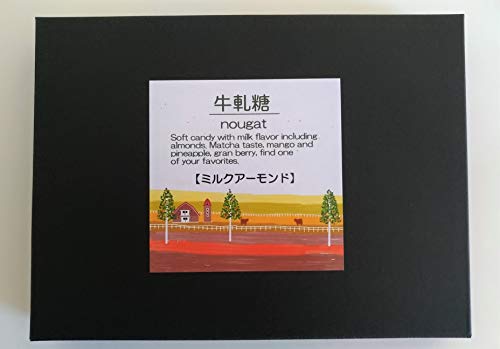 牛軋糖
nougat
Soft candy with milk flavor including
almonds. Matcha taste, mango and
pineapple, gran berry, find one
of your favorites.
【ミルクアーモンド】